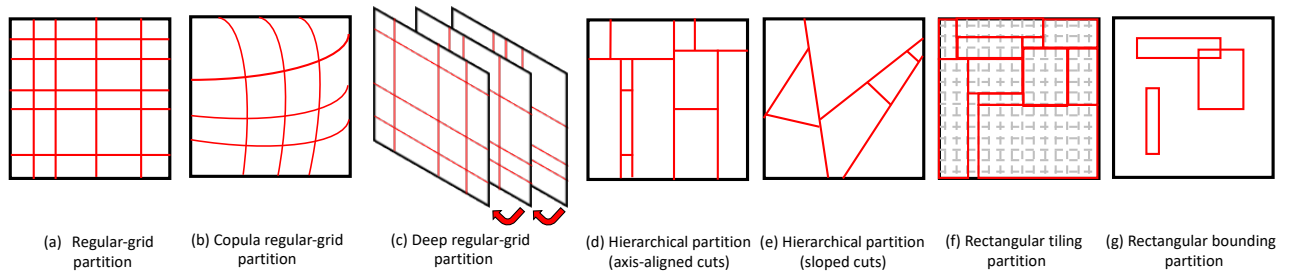 (a) Regular-grid
partition
(b) Copula regular-grid
partition
(c) Deep regular-grid
partition
(d) Hierarchical partition
(axis-aligned cuts)
(e) Hierarchical partition
(sloped cuts)
(f) Rectangular tiling
partition
(g) Rectangular bounding
partition